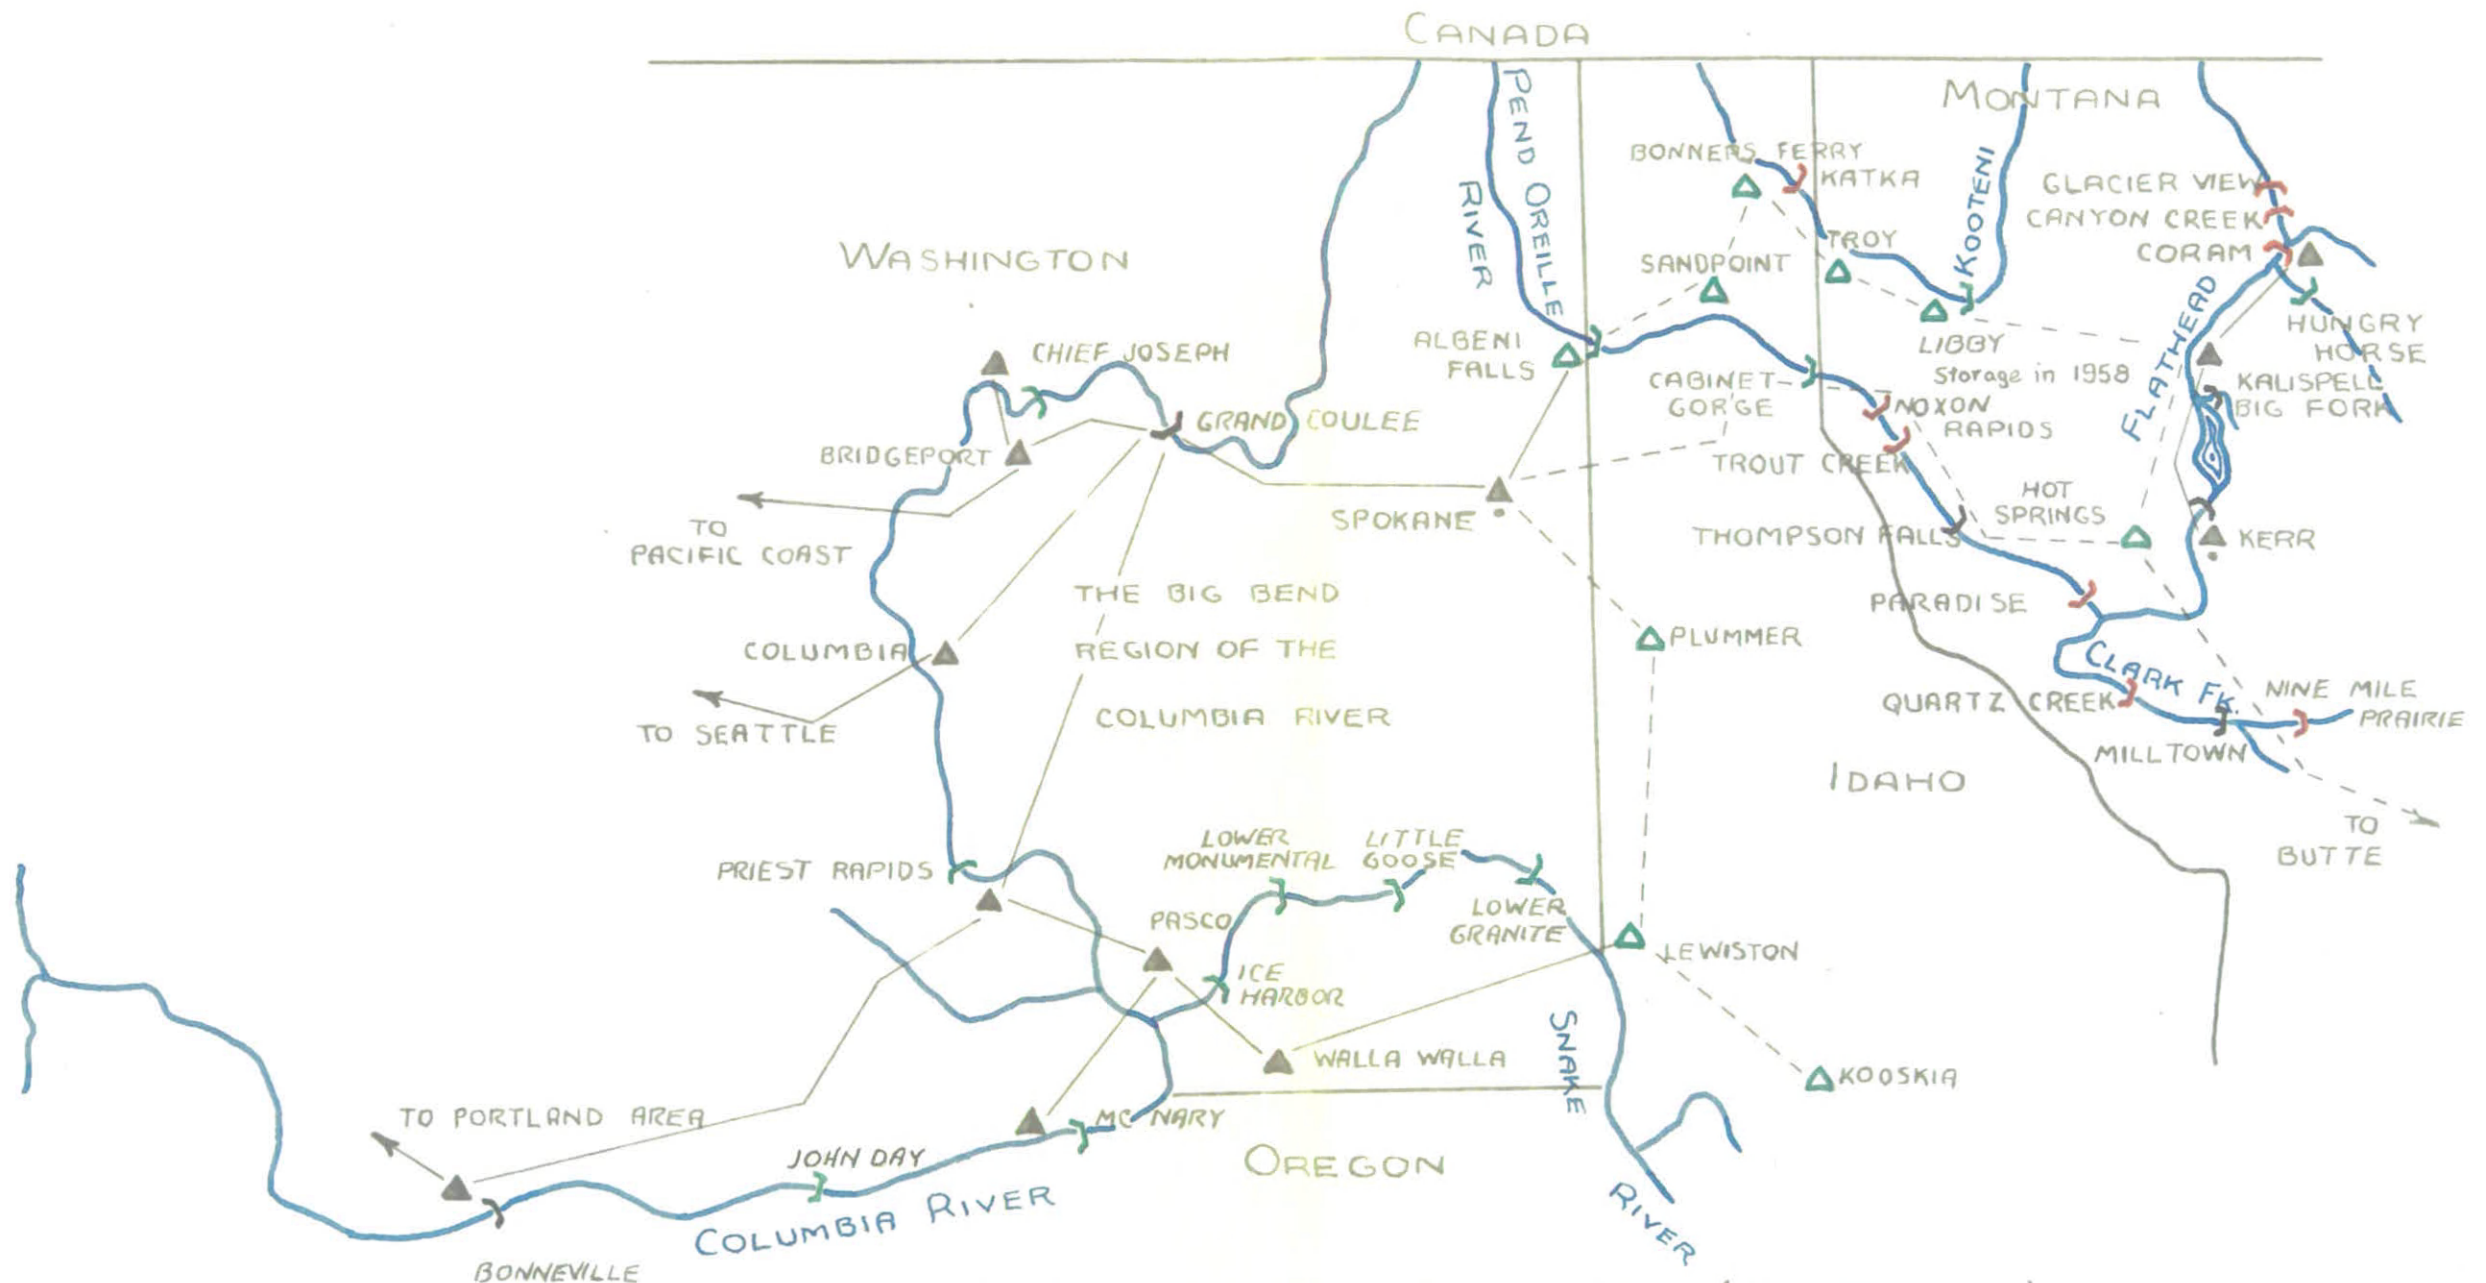 CANADA
MONTANA
PEND OREILLE
RIVER
BONNERS FERRY
KATKA
KOOTENI
GLACIER VIEW
CANYON CREEK
CORAM
TROY
WASHINGTON
SANDPOINT
FLATHEAD
HUNGRY
HORSE
ALBENI
FALLS
LIBBY
Storage in 1958
CHIEF JOSEPH
CABINET
GORGE
KALISPELL
BIG FORK
NOXON
RAPIDS
GRAND COULEE
BRIDGEPORT
TROUT CREEK
HOT
SPRINGS
SPOKANE
TO
PACIFIC COAST
THOMPSON FALLS
KERR
THE BIG BEND
REGION OF THE
COLUMBIA RIVER
PARADISE
COLUMBIA
PLUMMER
CLARK FK.
NINE MILE
PRAIRIE
QUARTZ CREEK
TO SEATTLE
MILLTOWN
IDAHO
TO
BUTTE
PRIEST RAPIDS
LOWER
MONUMENTAL
LITTLE
GOOSE
LOWER
GRANITE
PASCO
LEWISTON
ICE
HARBOR
SNAKE
RIVER
WALLA WALLA
KOOSKIA
TO PORTLAND AREA
MC NARY
JOHN DAY
OREGON
COLUMBIA RIVER
BONNEVILLE